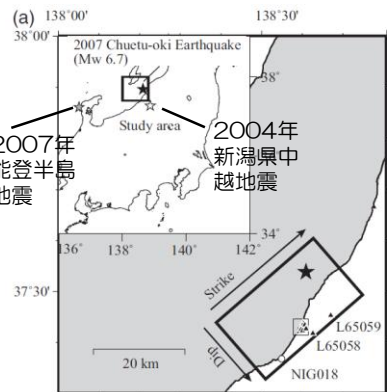 (a)
138°00'
138°30'
38°00'
2007 Chuetu-oki Earthquake
(Mw 6.7)
38°
Study area
2007年
能登半島
地震
2004年
新潟県中
越地震
34°
136°
138°
140°
142°
37°30'
Strike
Dip
L65059
L65058
NIG018
20 km